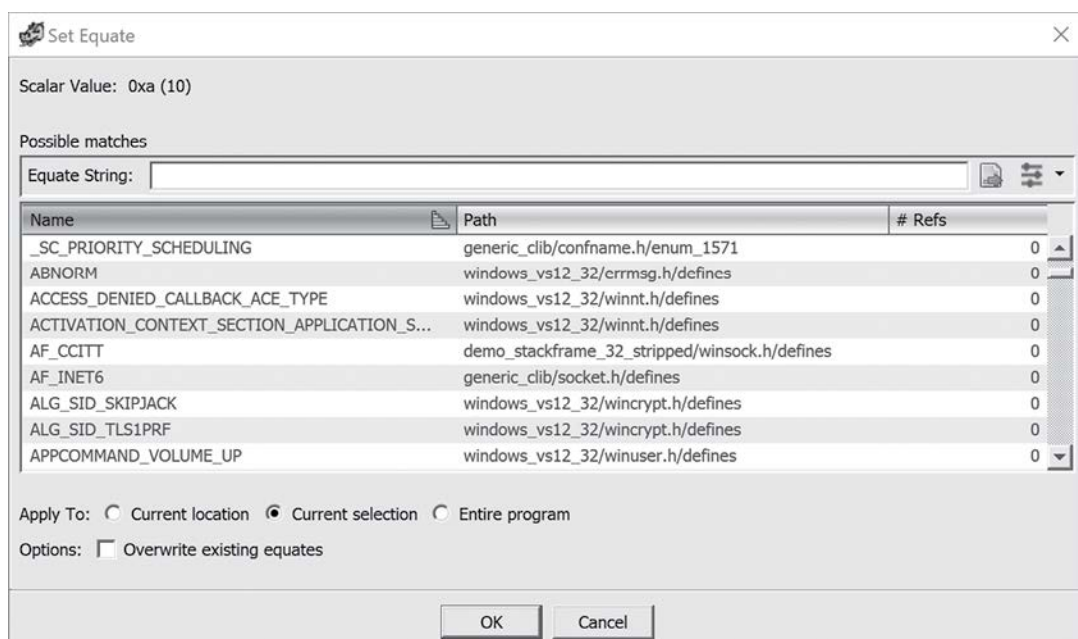 Set Equate
Scalar Value: 0xa (10)
Possible matches
Equate String:
Name Path # Refs
_SC_PRIORITY_SCHEDULING generic_clib/confname.h/enum_1571 0
ABNORM windows_vs12_32/errmsg.h/defines 0
ACCESS_DENIED_CALLBACK_ACE_TYPE windows_vs12_32/winnt.h/defines 0
ACTIVATION_CONTEXT_SECTION_APPLICATION_S... windows_vs12_32/winnt.h/defines 0
AF_CCITT demo_stackframe_32_stripped/winsock.h/defines 0
AF_INET6 generic_clib/socket.h/defines 0
ALG_SID_SKIPJACK windows_vs12_32/wincrypt.h/defines 0
ALG_SID_TLS1PRF windows_vs12_32/wincrypt.h/defines 0
APPCOMMAND_VOLUME_UP windows_vs12_32/winuser.h/defines 0
Apply To: Current location Current selection Entire program
Options: Overwrite existing equates
OK Cancel